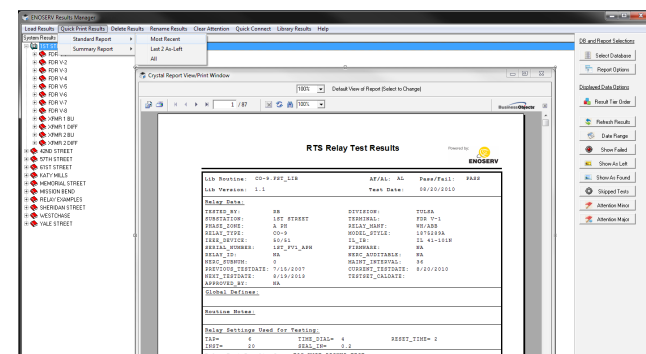 ENOSERV Results Manager
Load Results Quick Print Results Delete Results Rename Results Clear Attention Quick Connect Library Results Help
System Results
Standard Report
Summary Report
Most Recent
Last 2 As-Left
All
1ST ST
FDR V-1
FDR V-2
FDR V-3
FDR V-4
FDR V-5
FDR V-6
FDR V-7
FDR V-8
XFMR 1 BU
XFMR 1 DIFF
XFMR 2 BU
XFMR 2 DIFF
42ND STREET
57TH STREET
61ST STREET
KATY MILLS
MEMORIAL STREET
MISSION BEND
RELAY EXAMPLES
SHERIDAN STREET
WESTCHASE
YALE STREET
Crystal Report View/Print Window
100% Default View of Report (Select to Change)
1 /87 100% BusinessObjects
RTS Relay Test Results
Powered by
ENOSERV
Lib Routine: CO-9.PST_LIB AF/AL: AL Pass/Fail: PASS
Lib Version: 1.1 Test Date: 08/20/2010
Relay Data:
TESTED_BY: RB DIVISION: TULSA
SUBSTATION: 1ST STREET TERMINAL: FDR V-1
PHASE_ZONE: A PH RELAY_MANF: WH/ABB
RELAY_TYPE: CO-9 MODEL_STYLE: 1875289A
IEEE_DEVICE: 50/51 IL_IB: IL 41-101N
SERIAL_NUMBER: 1ST_FV1_APH FIRMWARE: NA
RELAY_ID: NA NERC_AUDITABLE: NA
NERC_SUBNUM: 0 MAINT_INTERVAL: 36
PREVIOUS_TESTDATE: 7/18/2007 CURRENT_TESTDATE: 8/20/2010
NEXT_TESTDATE: 8/19/2013 TESTSET_CALDATE:
APPROVED_BY: NA
Global Defines:
Routine Notes:
Relay Settings Used for Testing:
TAP= 6 TIME_DIAL= 4 RESET_TIME= 2
INST= 20 SEAL_IN= 0.2
DB and Report Selections
Select Database
Report Options
Displayed Data Options
Result Tier Order
Refresh Results
Date Range
Show Failed
Show As Left
Show As Found
Skipped Tests
Attention Minor
Attention Major